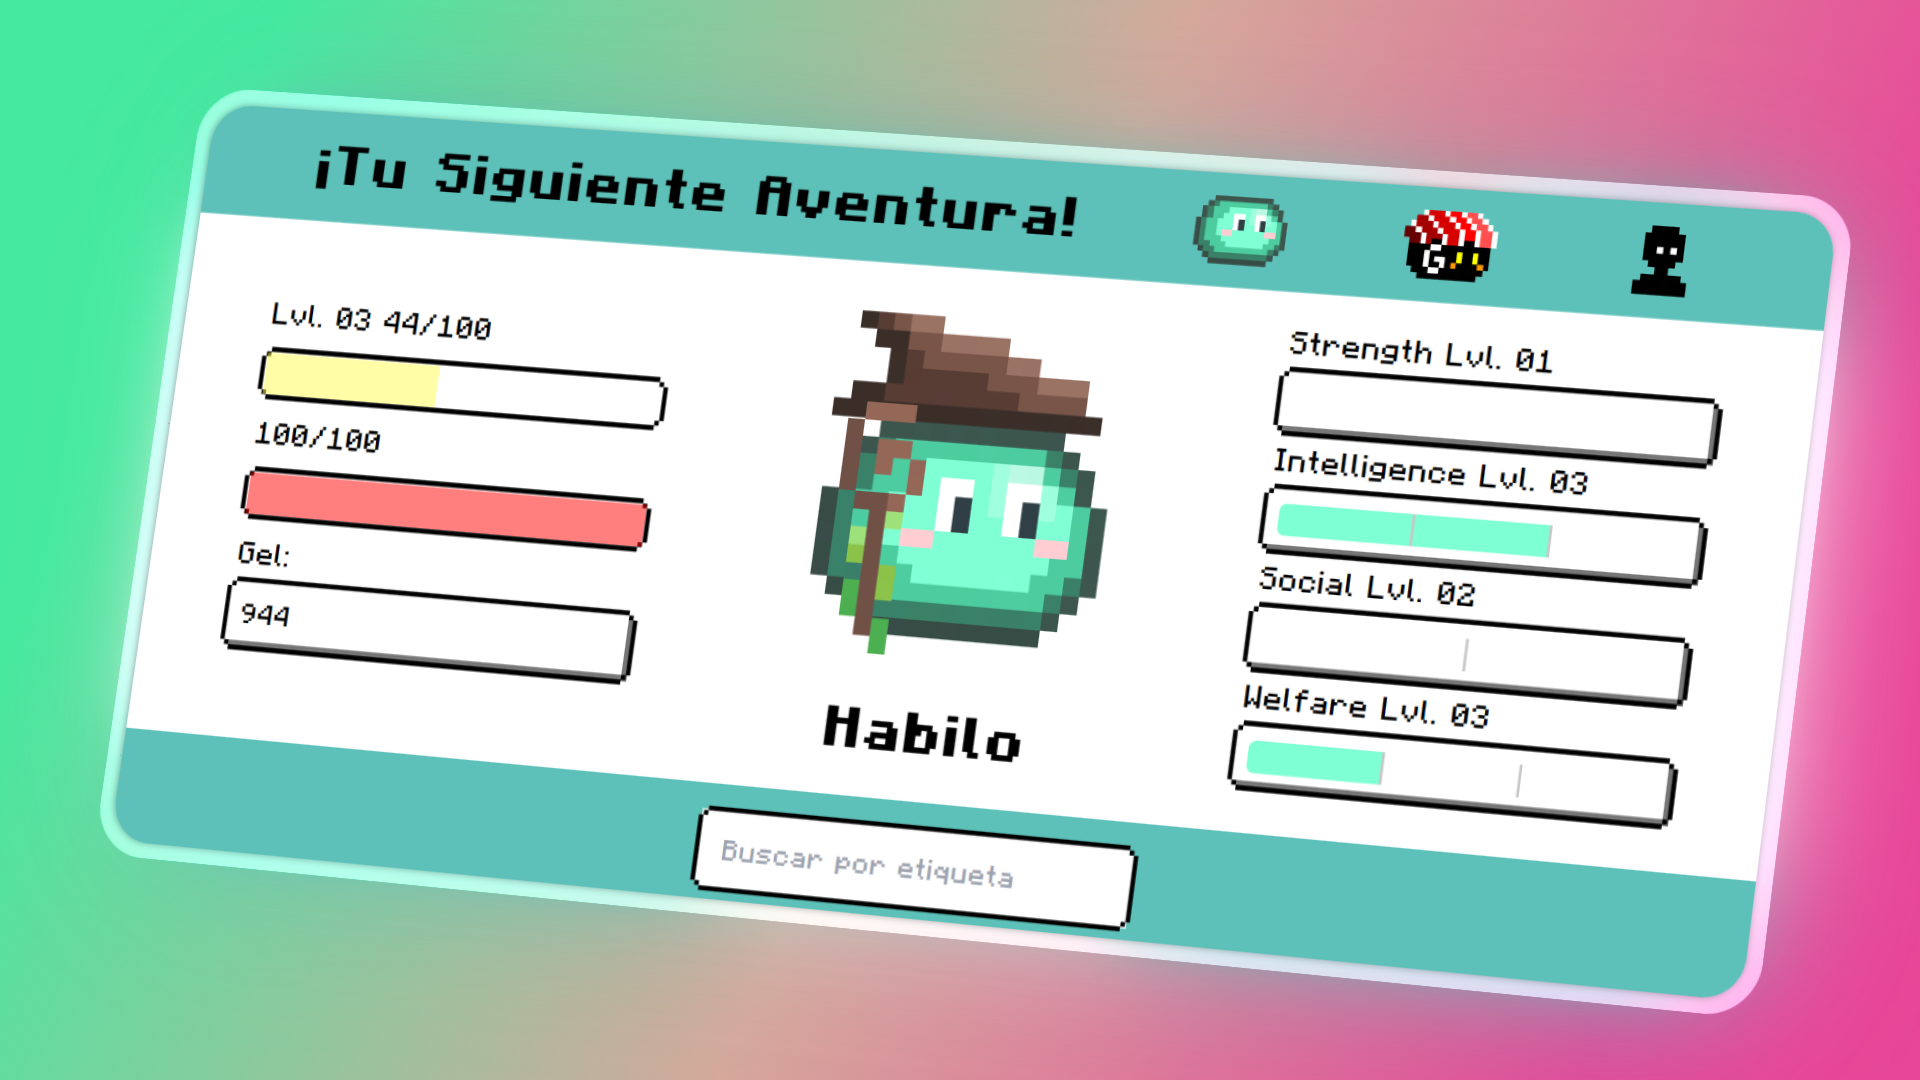 ¡Tu Siguiente Aventura!
G
Lvl. 03 44/100
100/100
Gel:
944
Habilo
Strength Lvl. 01
Intelligence Lvl. 03
Social Lvl. 02
Welfare Lvl. 03
Buscar por etiqueta